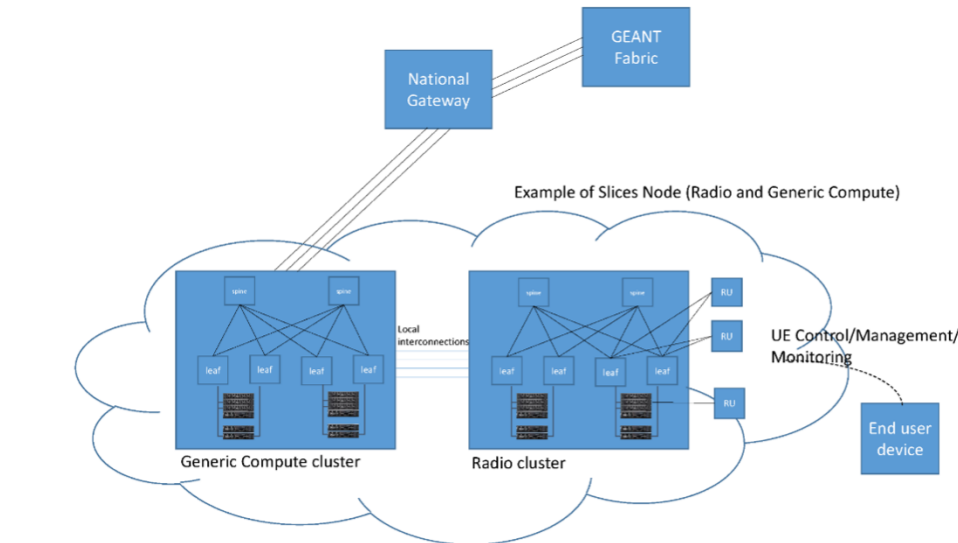 GEANT
Fabric
National
Gateway
Example of Slices Node (Radio and Generic Compute)
spine
spine
spine
spine
RU
RU
Local
interconnections
UE Control/Management/
Monitoring
leaf
leaf
leaf
leaf
leaf
leaf
leaf
leaf
RU
End user
device
Generic Compute cluster
Radio cluster